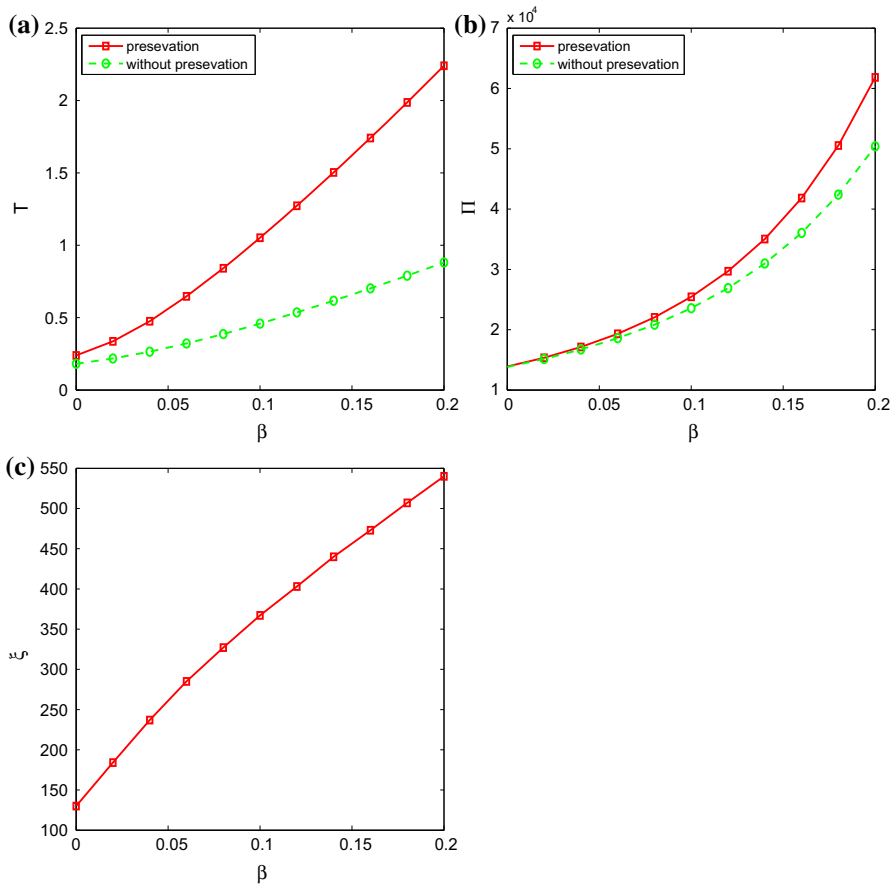 (a)
2.5
2
1.5
1
0.5
0
T
presevation
without presevation
0 0.05 0.1 0.15 0.2
β
(b)
x 10⁴
7
6
5
4
3
2
1
Π
presevation
without presevation
0 0.05 0.1 0.15 0.2
β
(c)
550
500
450
400
350
300
250
200
150
100
ξ
0 0.05 0.1 0.15 0.2
β